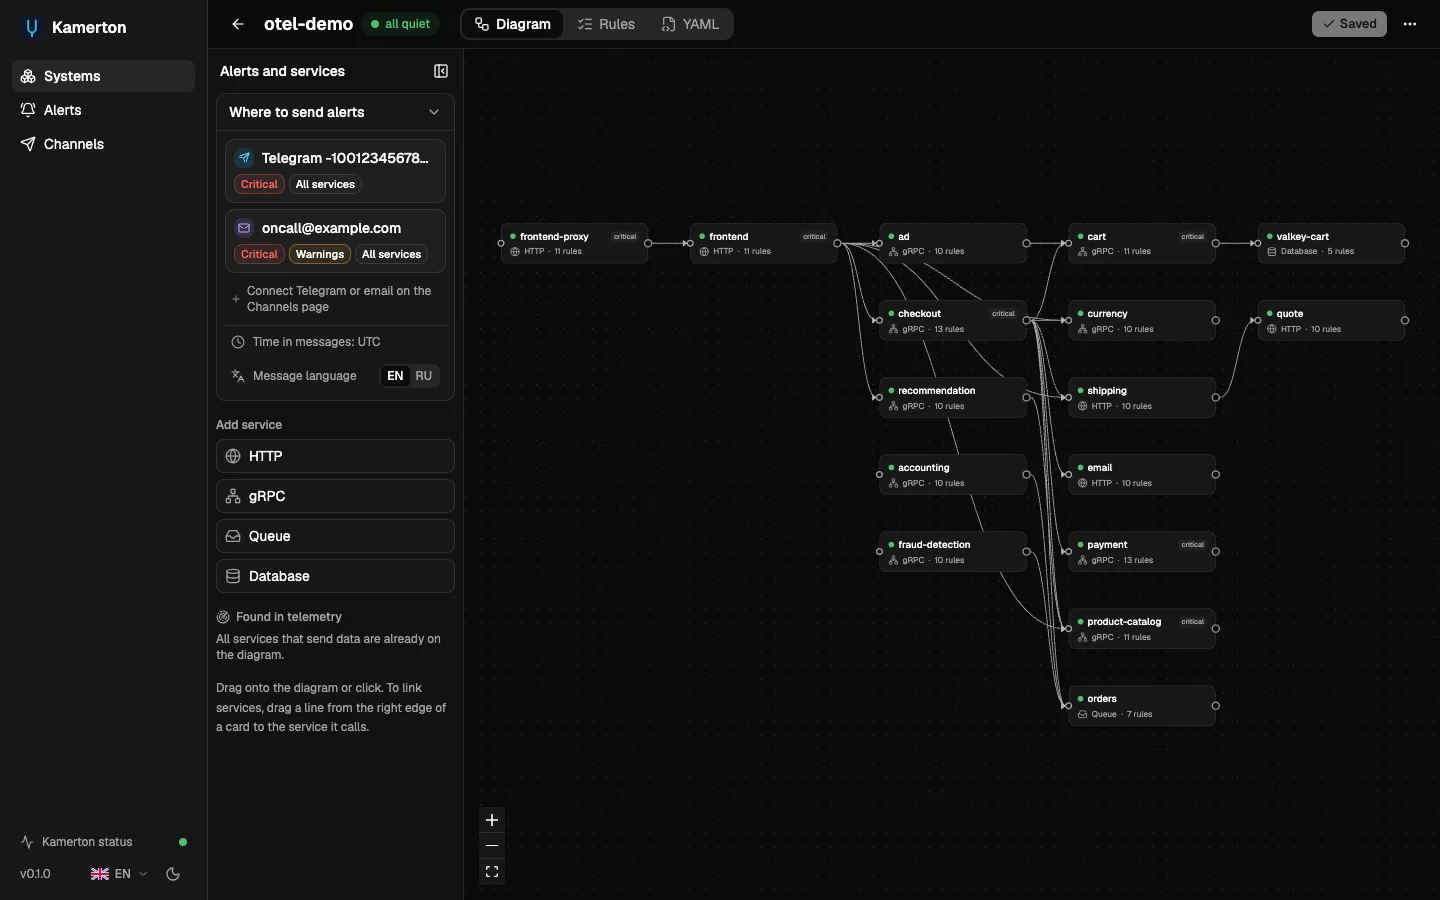 Kamerton
Systems
Alerts
Channels
Kamerton status
v0.1.0
EN
otel-demo
all quiet
Diagram
Rules
YAML
Saved
Alerts and services
Where to send alerts
Telegram -10012345678...
Critical
All services
oncall@example.com
Critical
Warnings
All services
Connect Telegram or email on the
Channels page
Time in messages: UTC
Message language
EN
RU
Add service
HTTP
gRPC
Queue
Database
Found in telemetry
All services that send data are already on
the diagram.
Drag onto the diagram or click. To link
services, drag a line from the right edge of
a card to the service it calls.
frontend-proxy
critical
HTTP · 11 rules
frontend
critical
HTTP · 11 rules
ad
gRPC · 10 rules
cart
critical
gRPC · 11 rules
valkey-cart
Database · 5 rules
checkout
critical
gRPC · 13 rules
currency
gRPC · 10 rules
quote
HTTP · 10 rules
recommendation
gRPC · 10 rules
shipping
HTTP · 10 rules
accounting
gRPC · 10 rules
email
HTTP · 10 rules
fraud-detection
gRPC · 10 rules
payment
critical
gRPC · 13 rules
product-catalog
critical
gRPC · 11 rules
orders
Queue · 7 rules